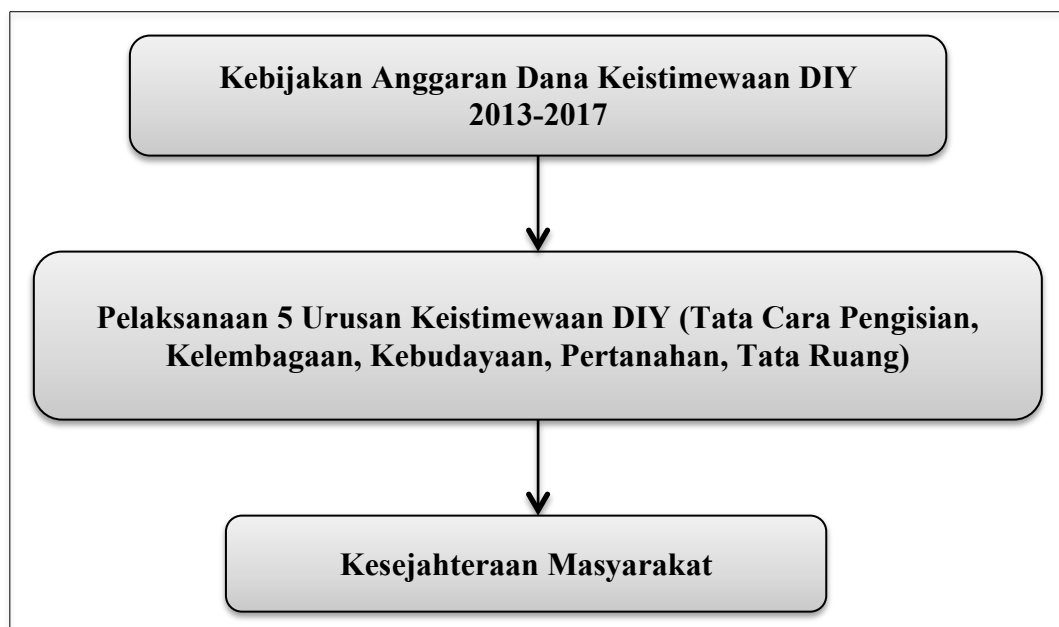 Kebijakan Anggaran Dana Keistimewaan DIY
2013-2017
Pelaksanaan 5 Urusan Keistimewaan DIY (Tata Cara Pengisian,
Kelembagaan, Kebudayaan, Pertanahan, Tata Ruang)
Kesejahteraan Masyarakat